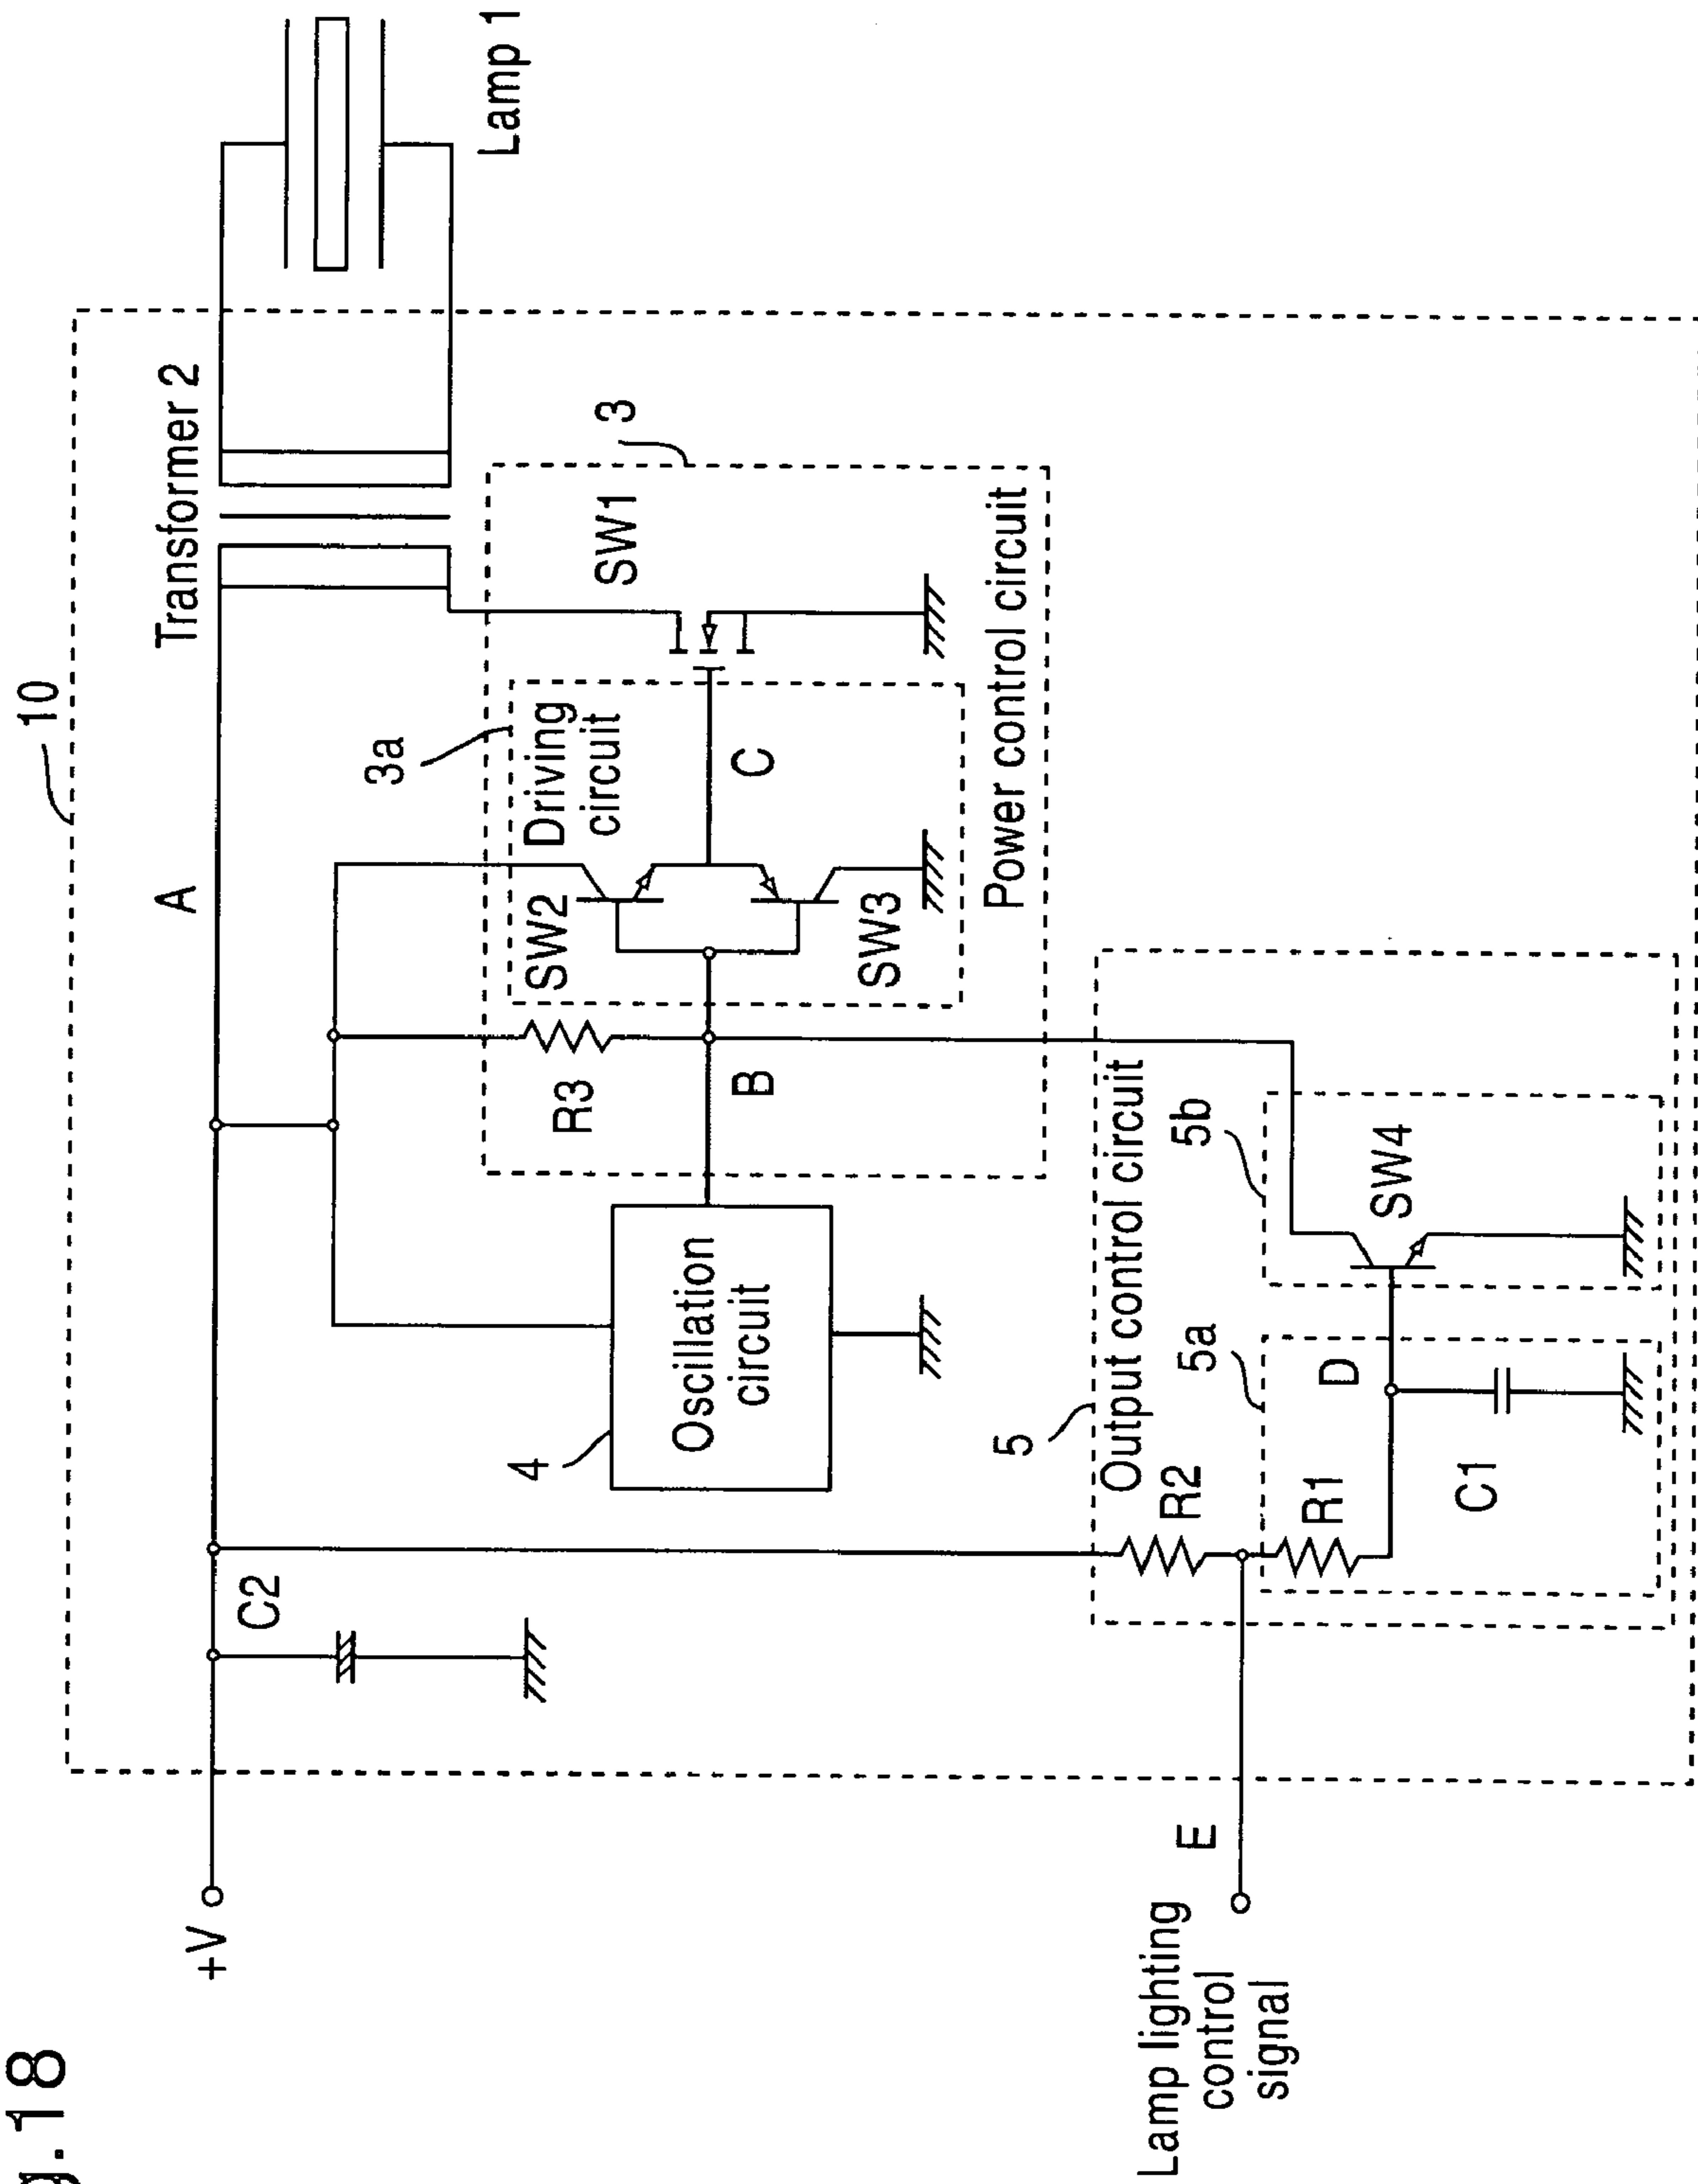 g.18
10
+V
C2
A
Transformer 2
Lamp 1
3
3a
SW1
Driving
circuit
SW2
C
SW3
Power control circuit
R3
B
4
Oscillation
circuit
5
Output control circuit
R2
5a
R1
D
C1
5b
SW4
E
Lamp lighting
control
signal